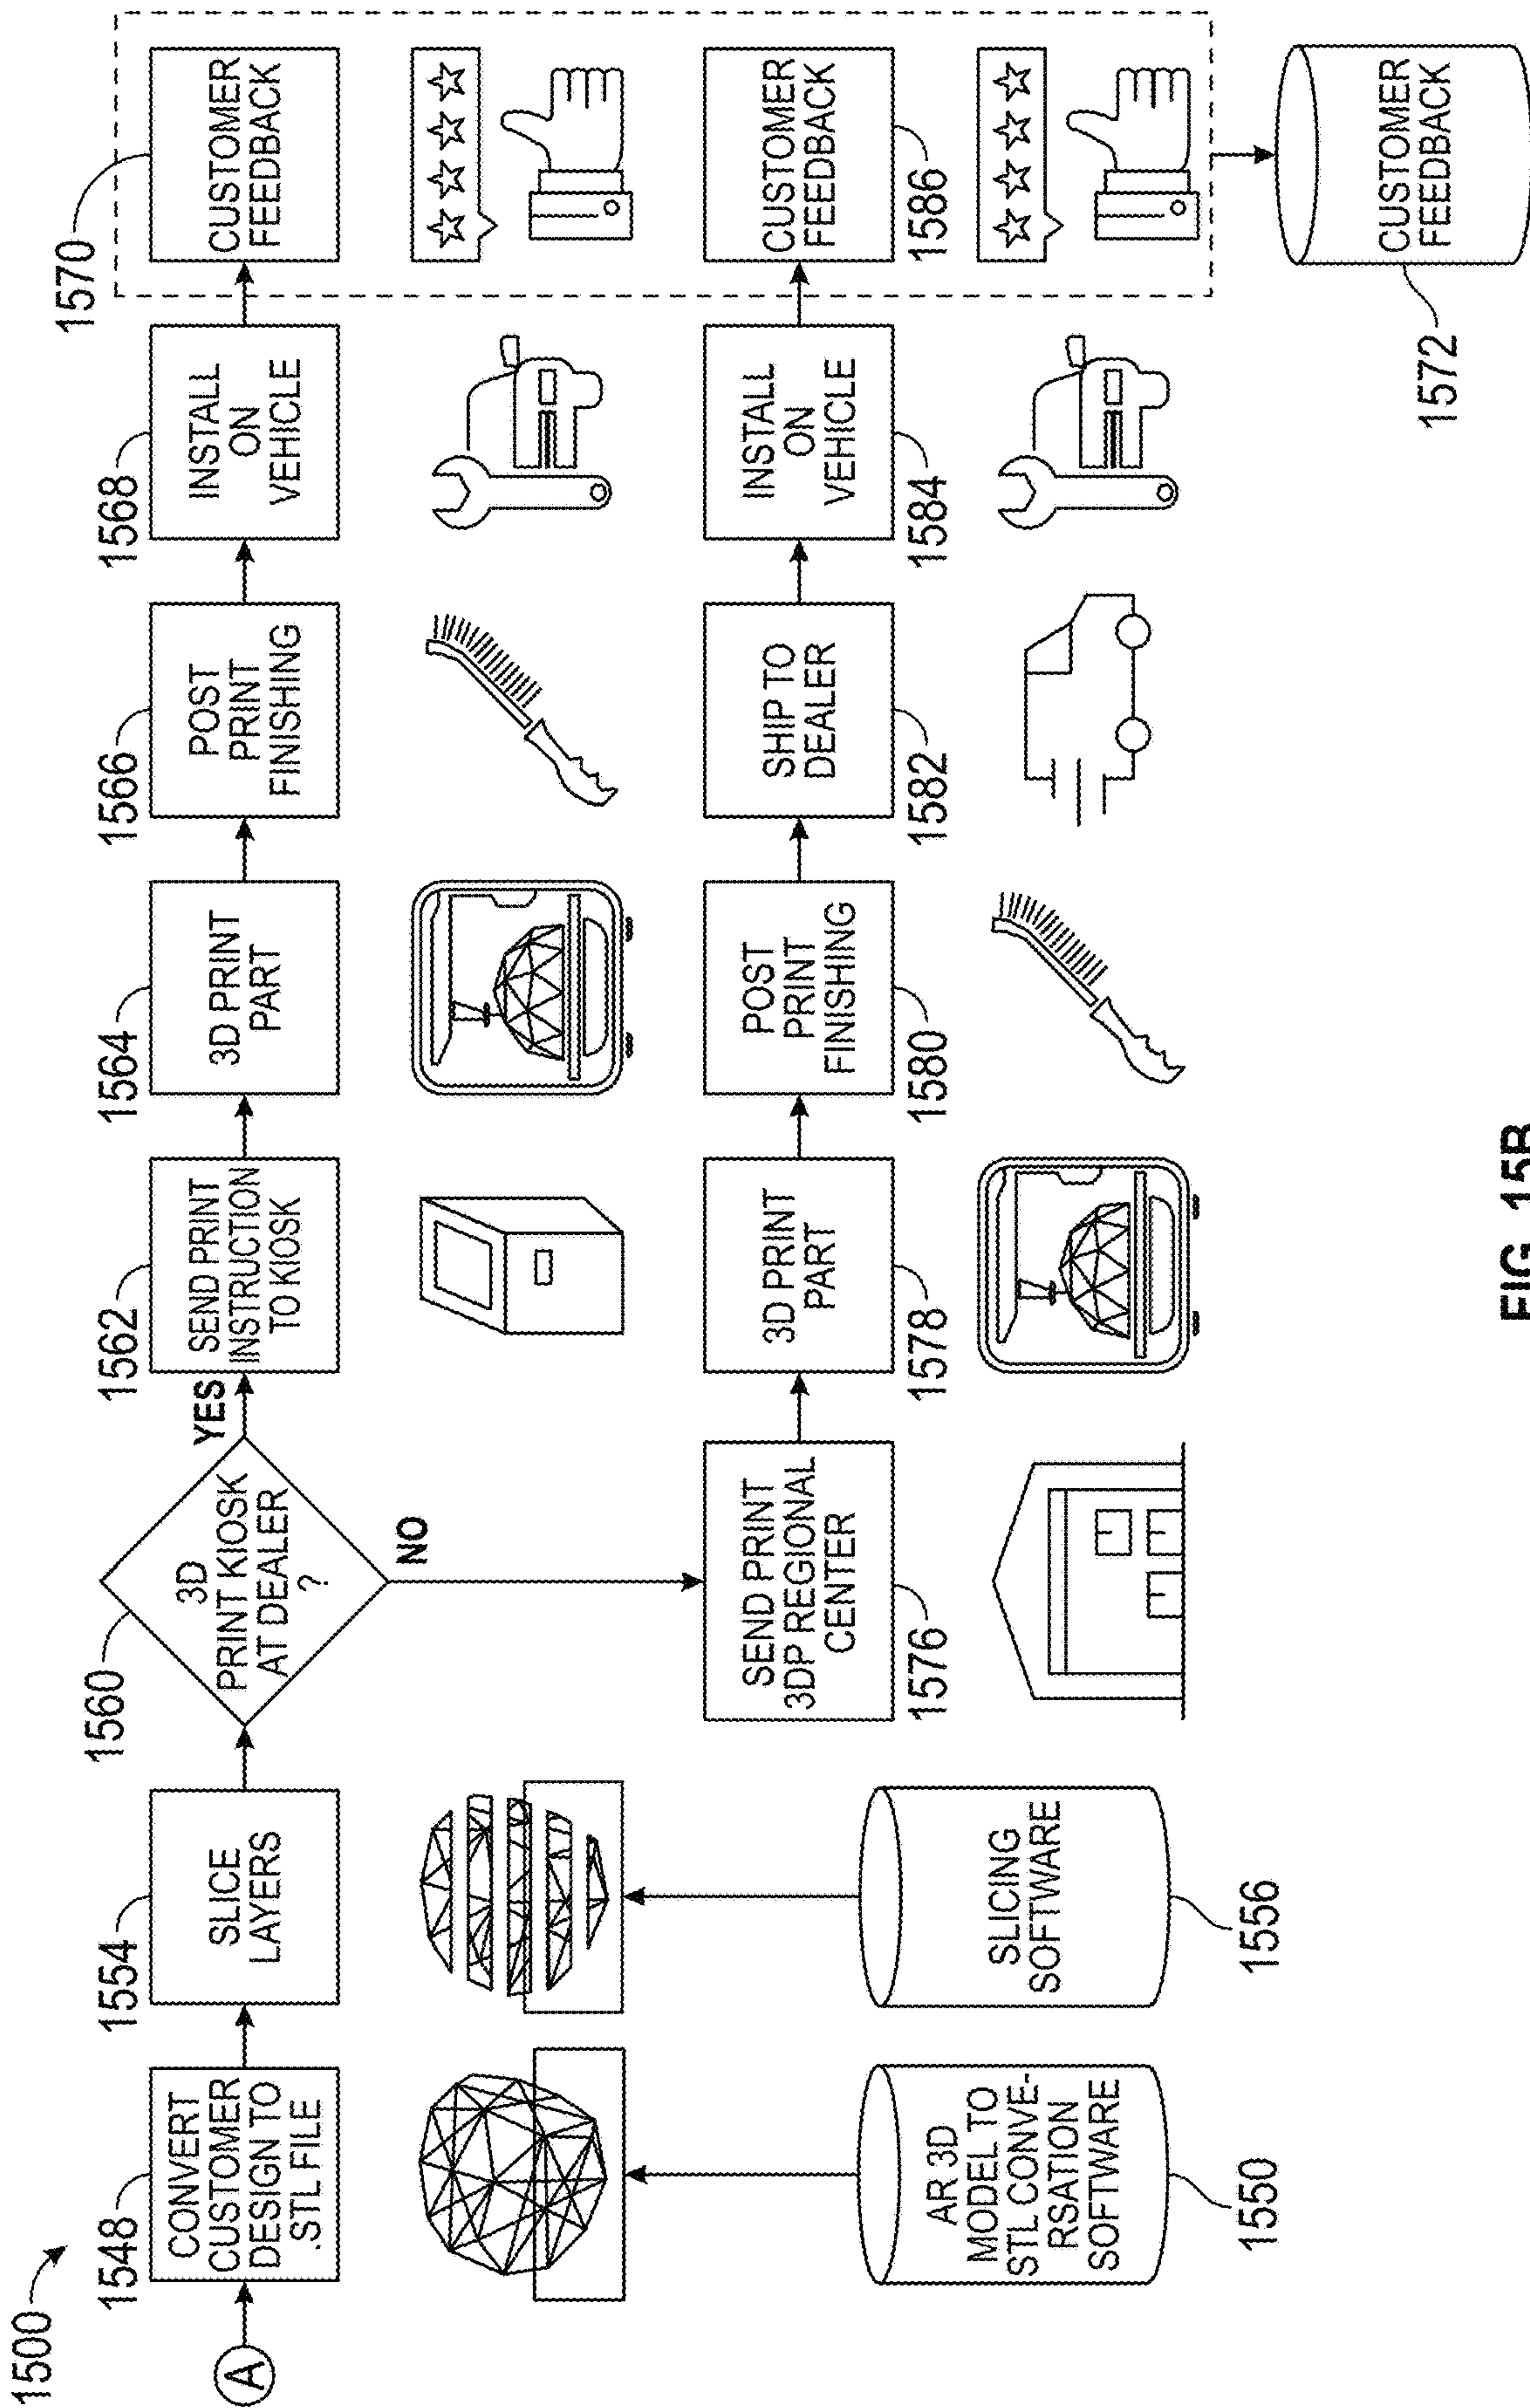 1500
A
1548
CONVERT
CUSTOMER
DESIGN TO
.STL FILE
1554
SLICE
LAYERS
1560
3D
PRINT KIOSK
AT DEALER
?
YES
NO
1562
SEND PRINT
INSTRUCTION
TO KIOSK
1564
3D PRINT
PART
1566
POST
PRINT
FINISHING
1568
INSTALL
ON
VEHICLE
1570
CUSTOMER
FEEDBACK
SEND PRINT
3DP REGIONAL
CENTER
1576
3D PRINT
PART
1578
POST
PRINT
FINISHING
1580
SHIP TO
DEALER
1582
INSTALL
ON
VEHICLE
1584
CUSTOMER
FEEDBACK
1586
AR 3D
MODEL TO
STL CONVE-
RSATION
SOFTWARE
1550
SLICING
SOFTWARE
1556
CUSTOMER
FEEDBACK
1572
FIG. 15B